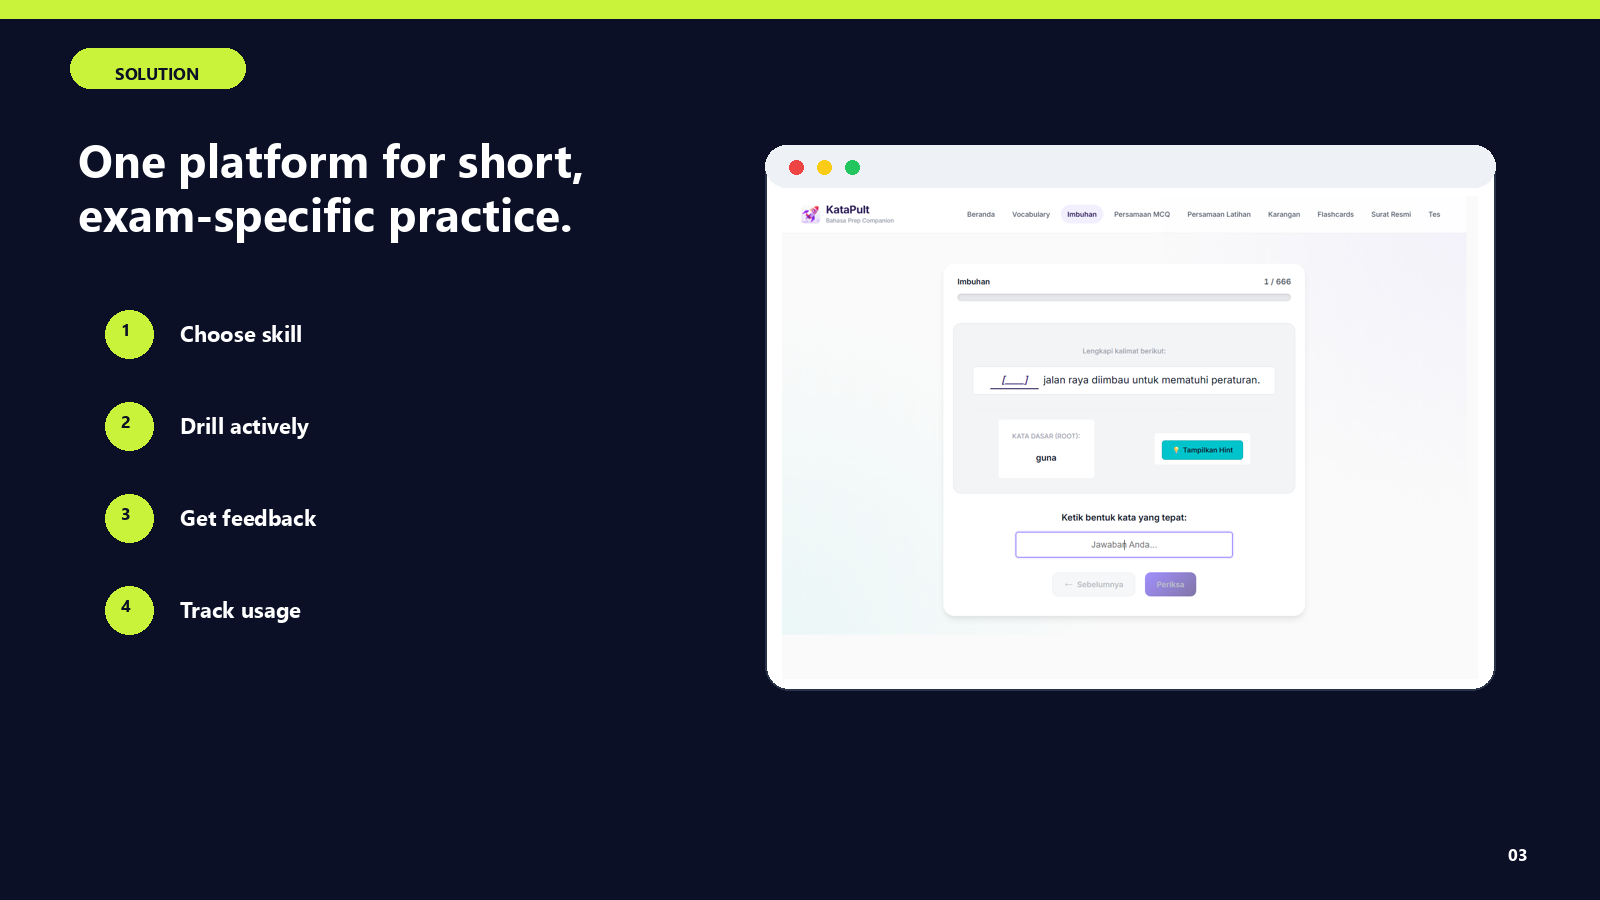 SOLUTION
One platform for short,
exam-specific practice.
1 Choose skill
2 Drill actively
3 Get feedback
4 Track usage
KataPult
Bahasa Prep Companion
Beranda Vocabulary Imbuhan Persamaan MCQ Persamaan Latihan Karangan Flashcards Surat Resmi Tes
Imbuhan 1 / 666
Lengkapi kalimat berikut:
[___] jalan raya diimbau untuk mematuhi peraturan.
KATA DASAR (ROOT):
guna
💡 Tampilkan Hint
Ketik bentuk kata yang tepat:
Jawaban Anda...
← Sebelumnya Periksa
03